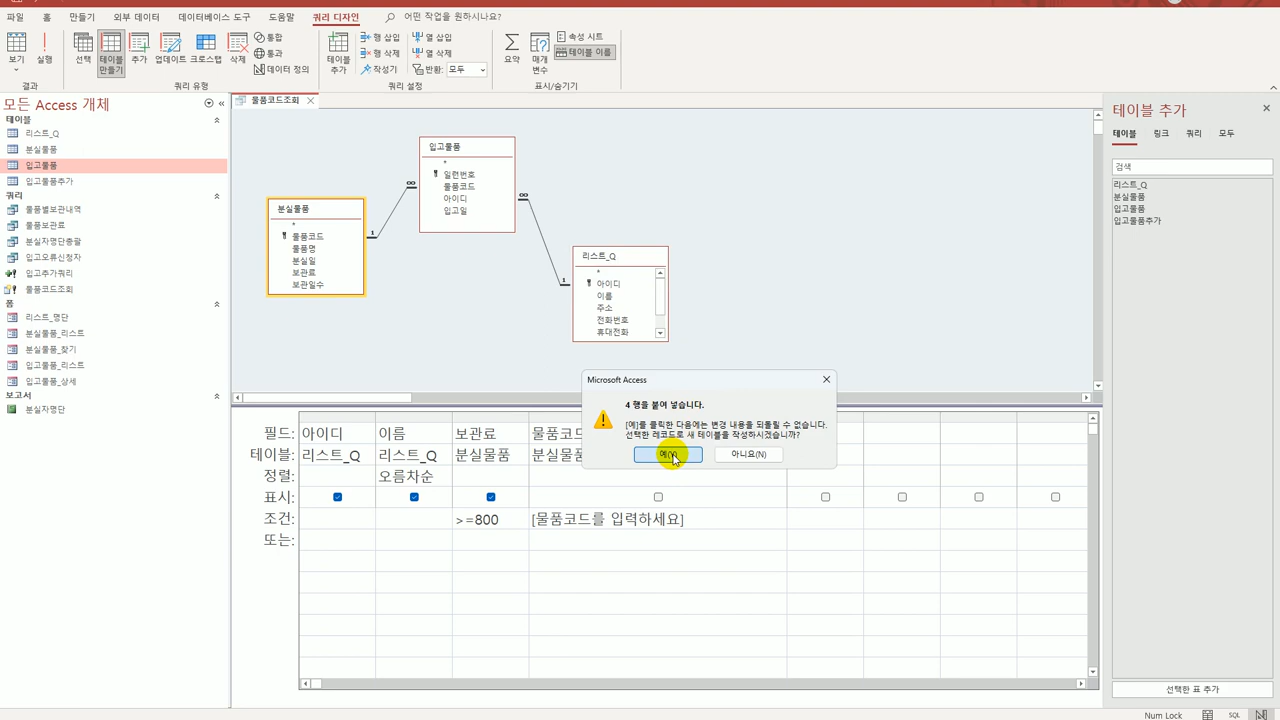 파일 홈 만들기 외부 데이터 데이터베이스 도구 도움말 쿼리 디자인 어떤 작업을 원하시나요?
보기 실행 선택 테이블 만들기 추가 업데이트 크로스탭 삭제 통합 통과 데이터 정의 테이블 추가 행 삽입 행 삭제 작성기 열 삽입 열 삭제 반환: 모두 요약 매개 변수 속성 시트 테이블 이름
결과 쿼리 유형 쿼리 설정 표시/숨기기
모든 Access 개체
테이블
리스트_Q
분실물품
입고물품
입고물품추가
쿼리
물품별보관내역
물품보관료
분실자명단총괄
입고오류신청자
입고추가쿼리
물품코드조회
폼
리스트_명단
분실물품_리스트
분실물품_찾기
입고물품_리스트
입고물품_상세
보고서
분실자명단
물품코드조회
분실물품
*
물품코드
물품명
분실일
보관료
보관일수
1
∞
입고물품
*
일련번호
물품코드
아이디
입고일
∞
1
리스트_Q
*
아이디
이름
주소
전화번호
휴대전화
Microsoft Access
4 행을 붙여 넣습니다.
[예]를 클릭한 다음에는 변경 내용을 되돌릴 수 없습니다.
선택한 레코드로 새 테이블을 작성하시겠습니까?
아니요(N)
필드: 아이디 이름 보관료
테이블: 리스트_Q 리스트_Q 분실물품
정렬: 오름차순
표시:
조건: >=800 [물품코드를 입력하세요]
또는:
테이블 추가
테이블 링크 쿼리 모두
검색
리스트_Q
분실물품
입고물품
입고물품추가
선택한 표 추가
Num Lock SQL